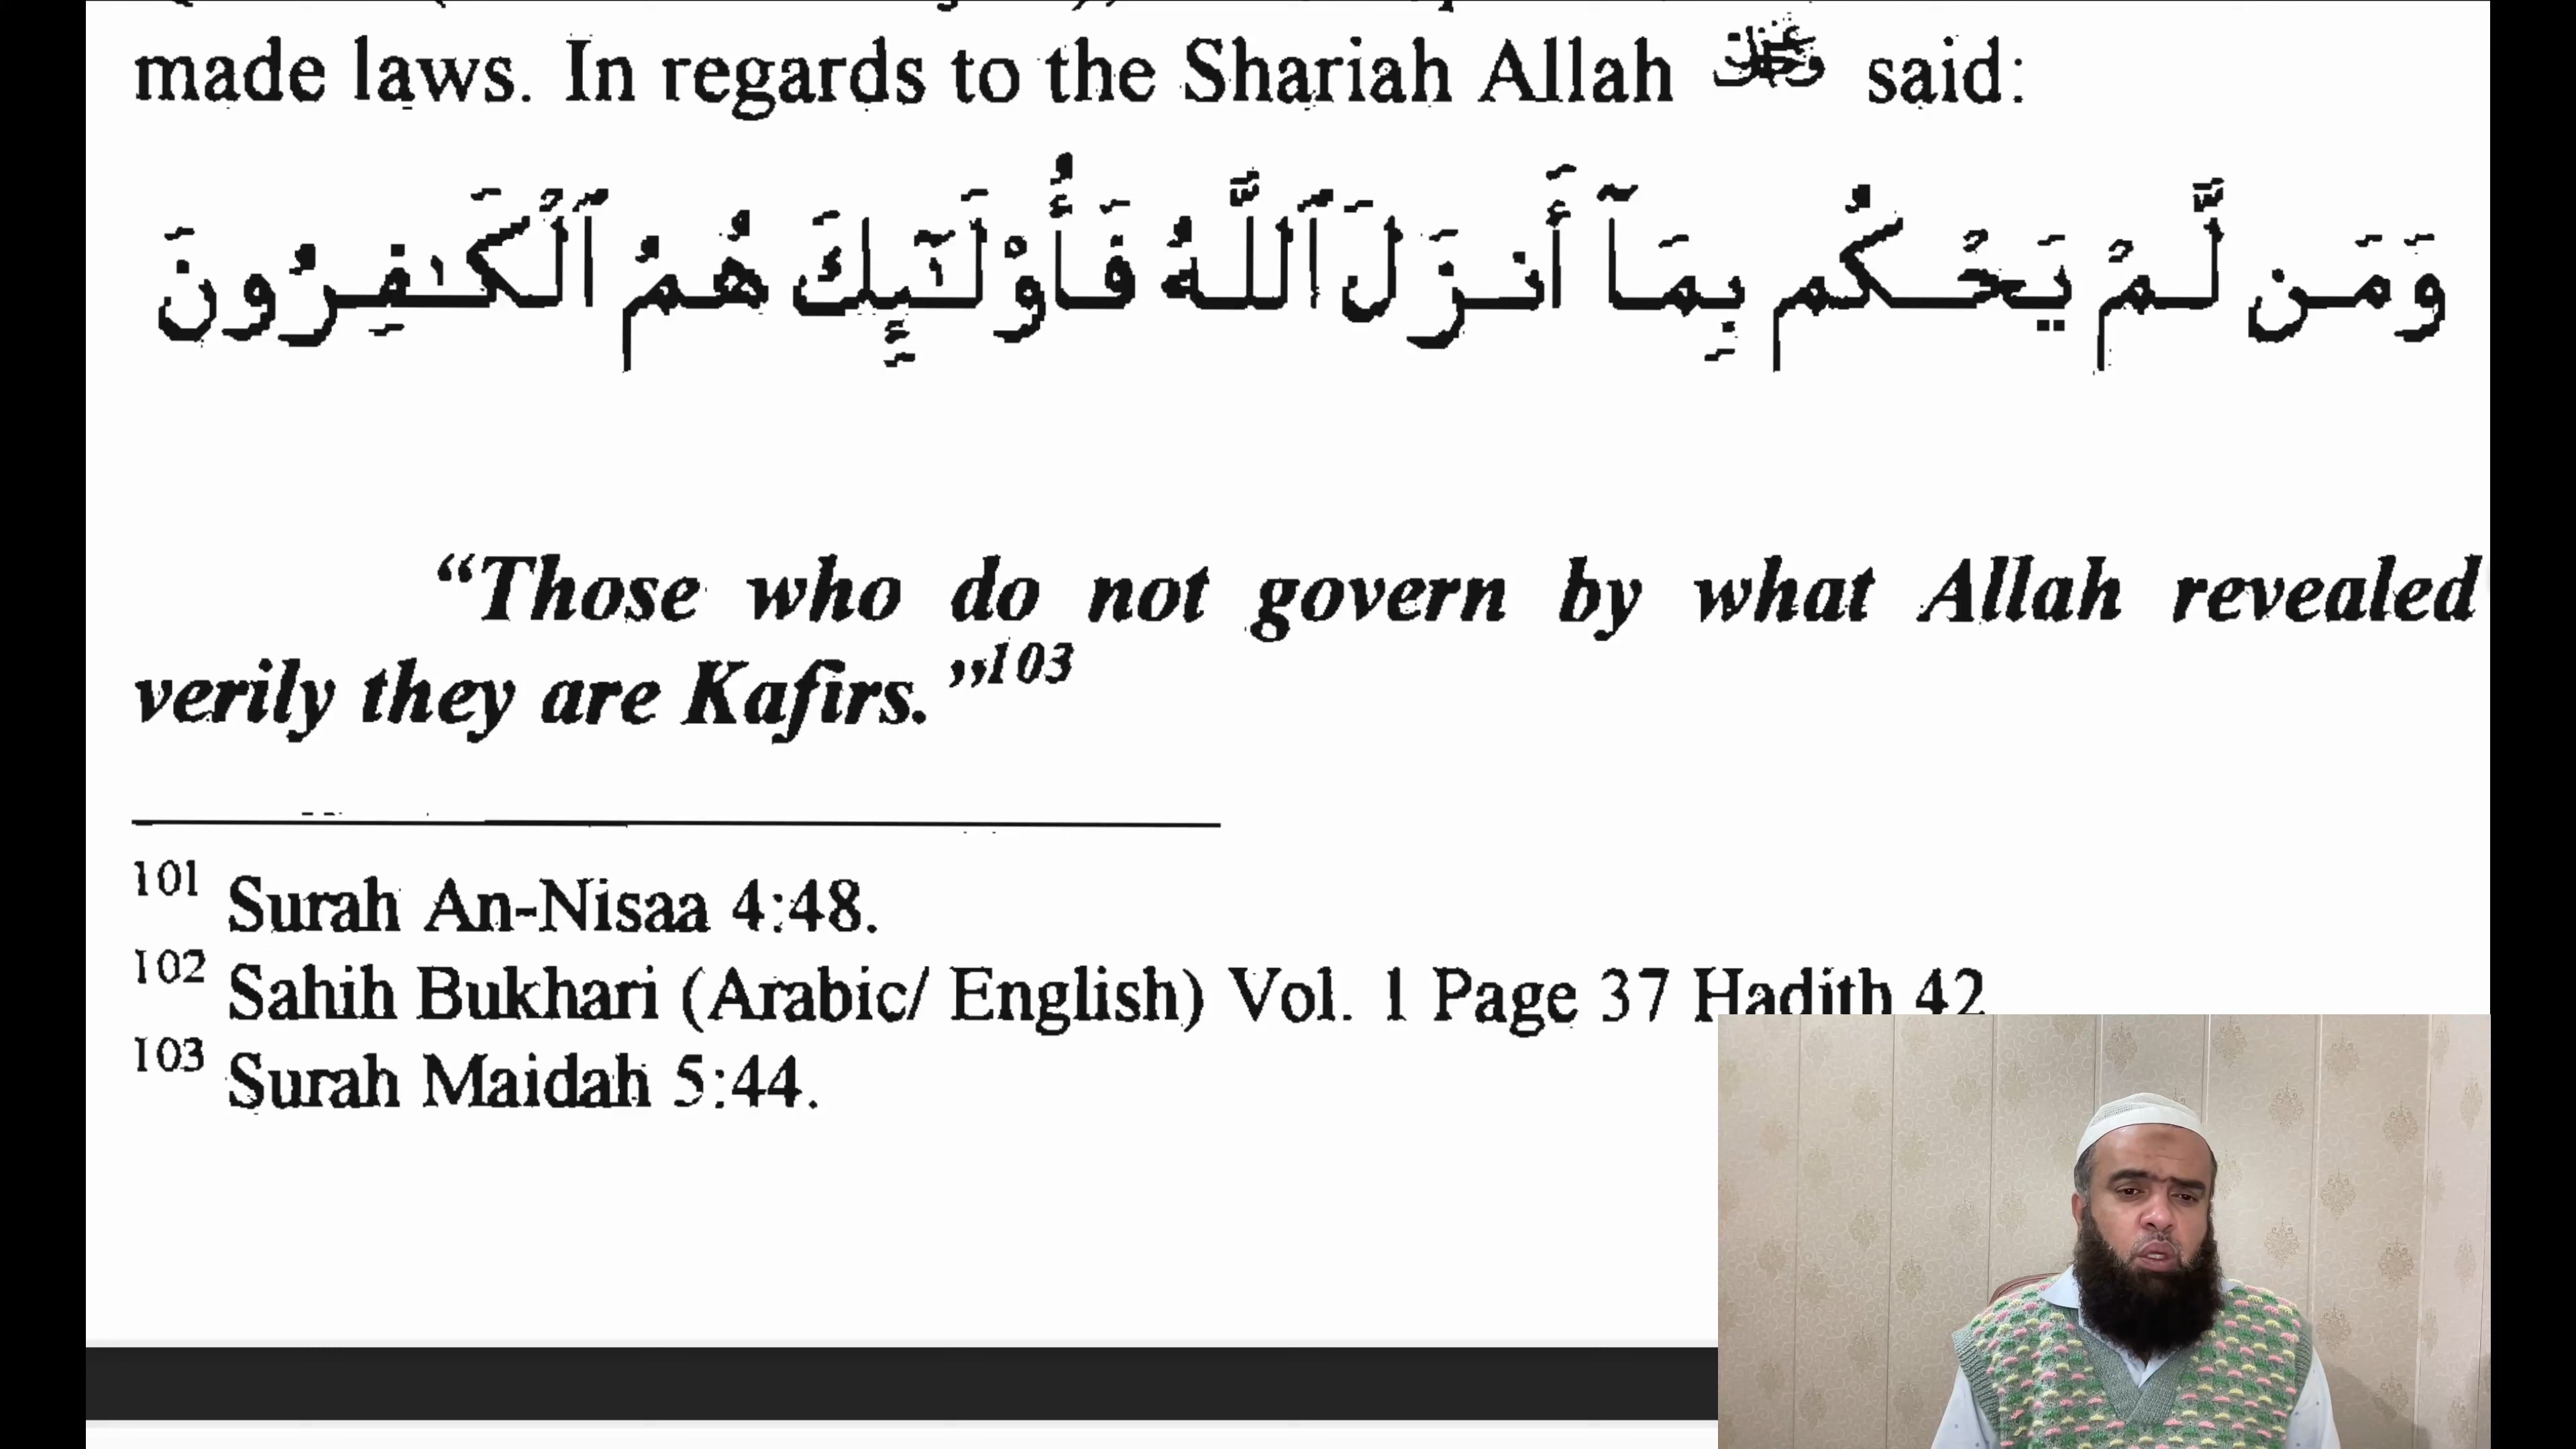 made laws. In regards to the Shariah Allah ﷻ said:
وَمَن لَّمْ يَحْكُم بِمَآ أَنزَلَ ٱللَّهُ فَأُوْلَـٰٓئِكَ هُمُ ٱلْكَـٰفِرُونَ
“Those who do not govern by what Allah revealed
verily they are Kafirs.”103
101 Surah An-Nisaa 4:48.
102 Sahih Bukhari (Arabic/ English) Vol. 1 Page 37 Hadith 42
103 Surah Maidah 5:44.